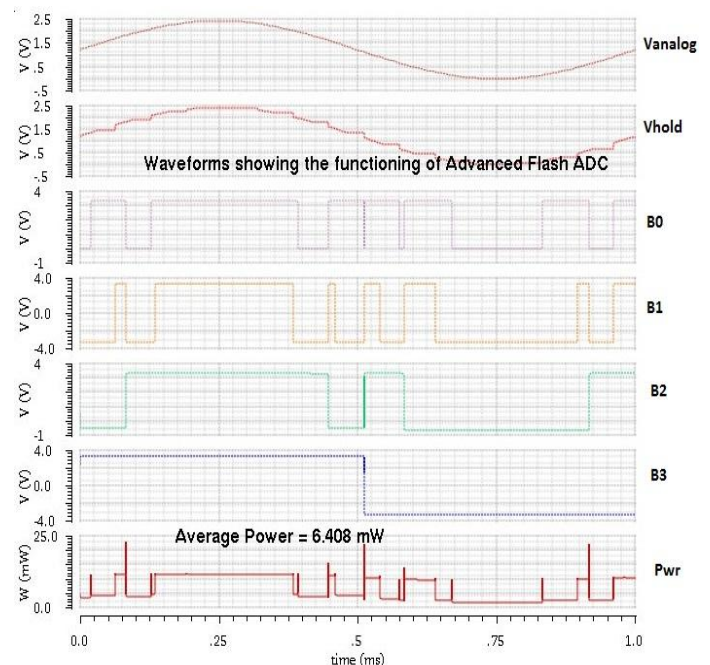 2.5
1.5
.5
-.5
V (V)
Vanalog
2.5
1.5
.5
-.5
V (V)
Vhold
Waveforms showing the functioning of Advanced Flash ADC
4
-1
V (V)
B0
4.0
0.0
-4.0
V (V)
B1
4
-1
V (V)
B2
4.0
0.0
-4.0
V (V)
B3
Average Power = 6.408 mW
25.0
0.0
W (mW)
Pwr
0.0 .25 .5 .75 1.0
time (ms)